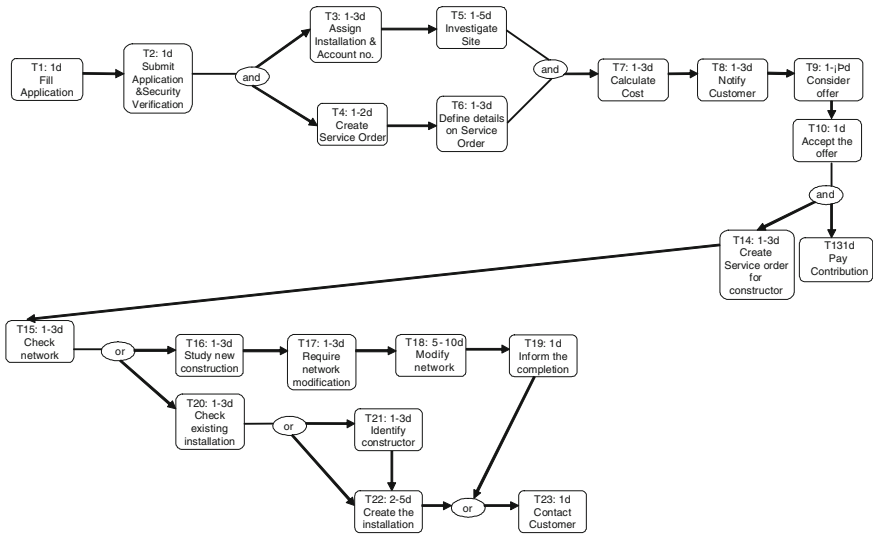 T1: 1d
Fill
Application
T2: 1d
Submit
Application
&Security
Verification
and
T3: 1-3d
Assign
Installation &
Account no.
T5: 1-5d
Investigate
Site
T4: 1-2d
Create
Service Order
T6: 1-3d
Define details
on Service
Order
and
T7: 1-3d
Calculate
Cost
T8: 1-3d
Notify
Customer
T9: 1-¡Þd
Consider
offer
T10: 1d
Accept the
offer
and
T14: 1-3d
Create
Service order
for
constructor
T131d
Pay
Contribution
T15: 1-3d
Check
network
or
T16: 1-3d
Study new
construction
T17: 1-3d
Require
network
modification
T18: 5-10d
Modify
network
T19: 1d
Inform the
completion
T20: 1-3d
Check
existing
installation
or
T21: 1-3d
Identify
constructor
T22: 2-5d
Create the
installation
or
T23: 1d
Contact
Customer